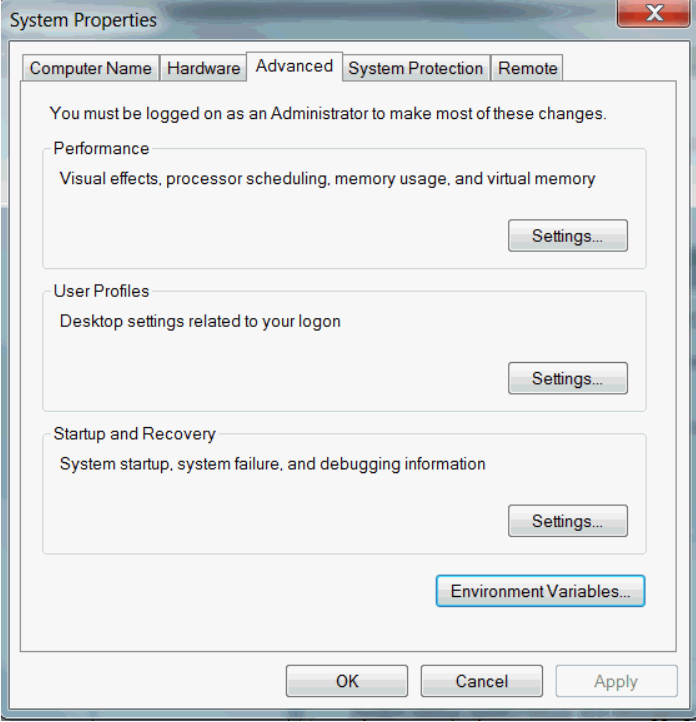 System Properties
Computer Name Hardware Advanced System Protection Remote
You must be logged on as an Administrator to make most of these changes.
Performance
Visual effects, processor scheduling, memory usage, and virtual memory
Settings...
User Profiles
Desktop settings related to your logon
Settings...
Startup and Recovery
System startup, system failure, and debugging information
Settings...
Environment Variables...
OK Cancel Apply